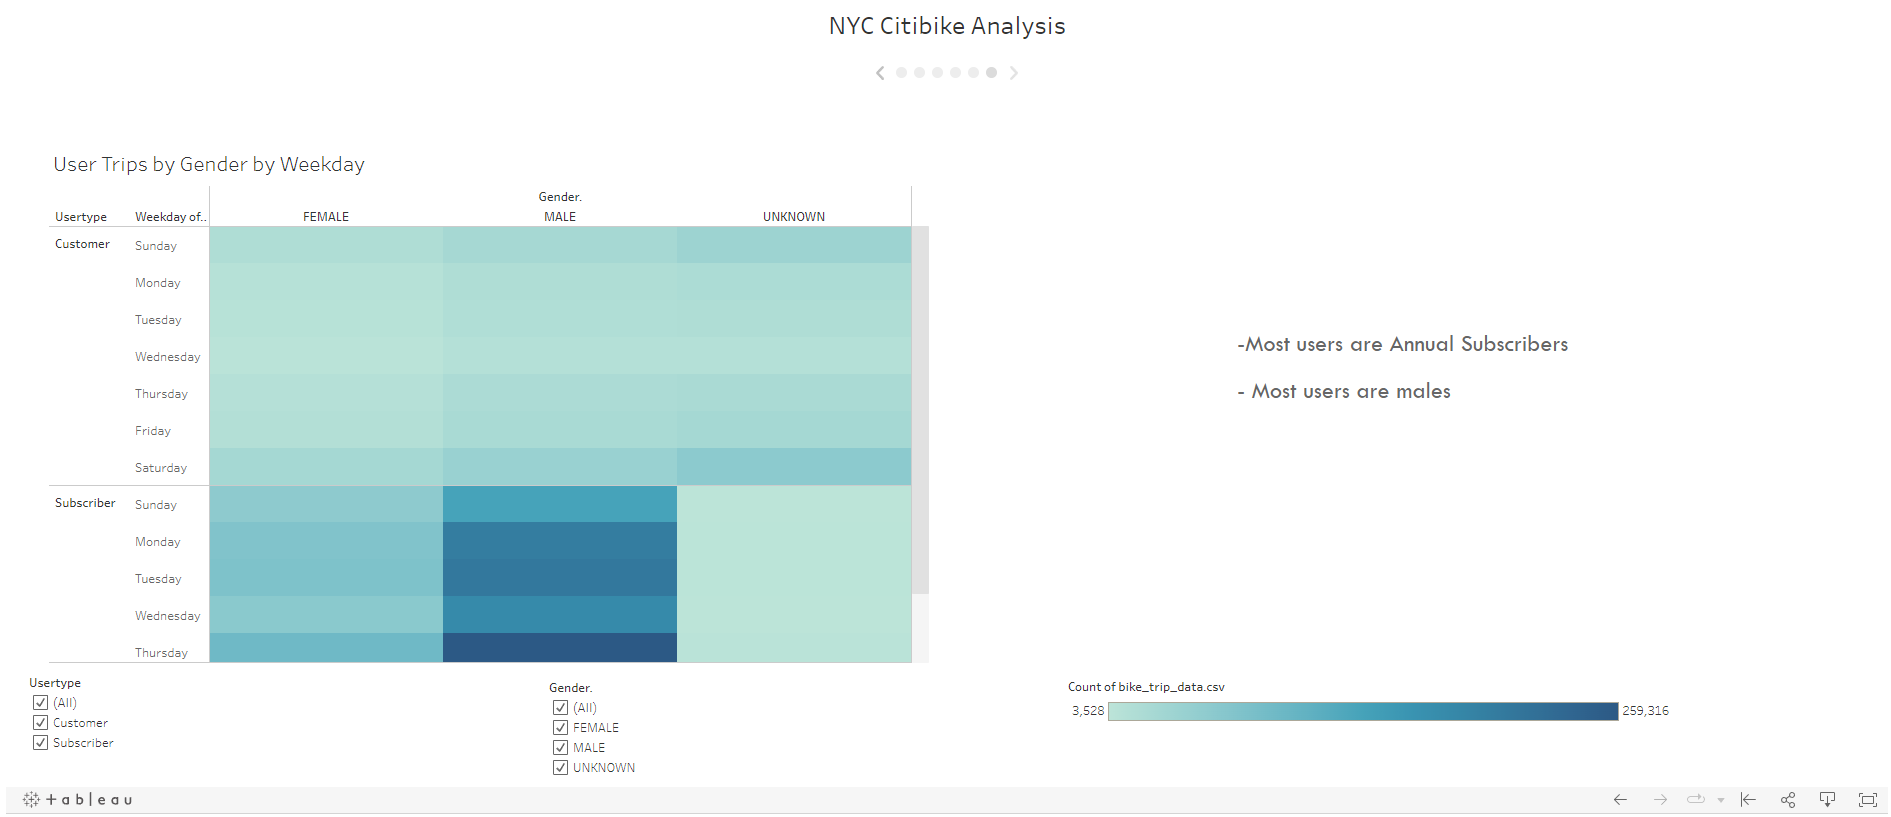 NYC Citibike Analysis
User Trips by Gender by Weekday
Gender.
Usertype Weekday of.. FEMALE MALE UNKNOWN
Customer Sunday
Monday
Tuesday
Wednesday
Thursday
Friday
Saturday
Subscriber Sunday
Monday
Tuesday
Wednesday
Thursday
-Most users are Annual Subscribers
- Most users are males
Usertype
(All)
Customer
Subscriber
Gender.
(All)
FEMALE
MALE
UNKNOWN
Count of bike_trip_data.csv
3,528 259,316
+ableau